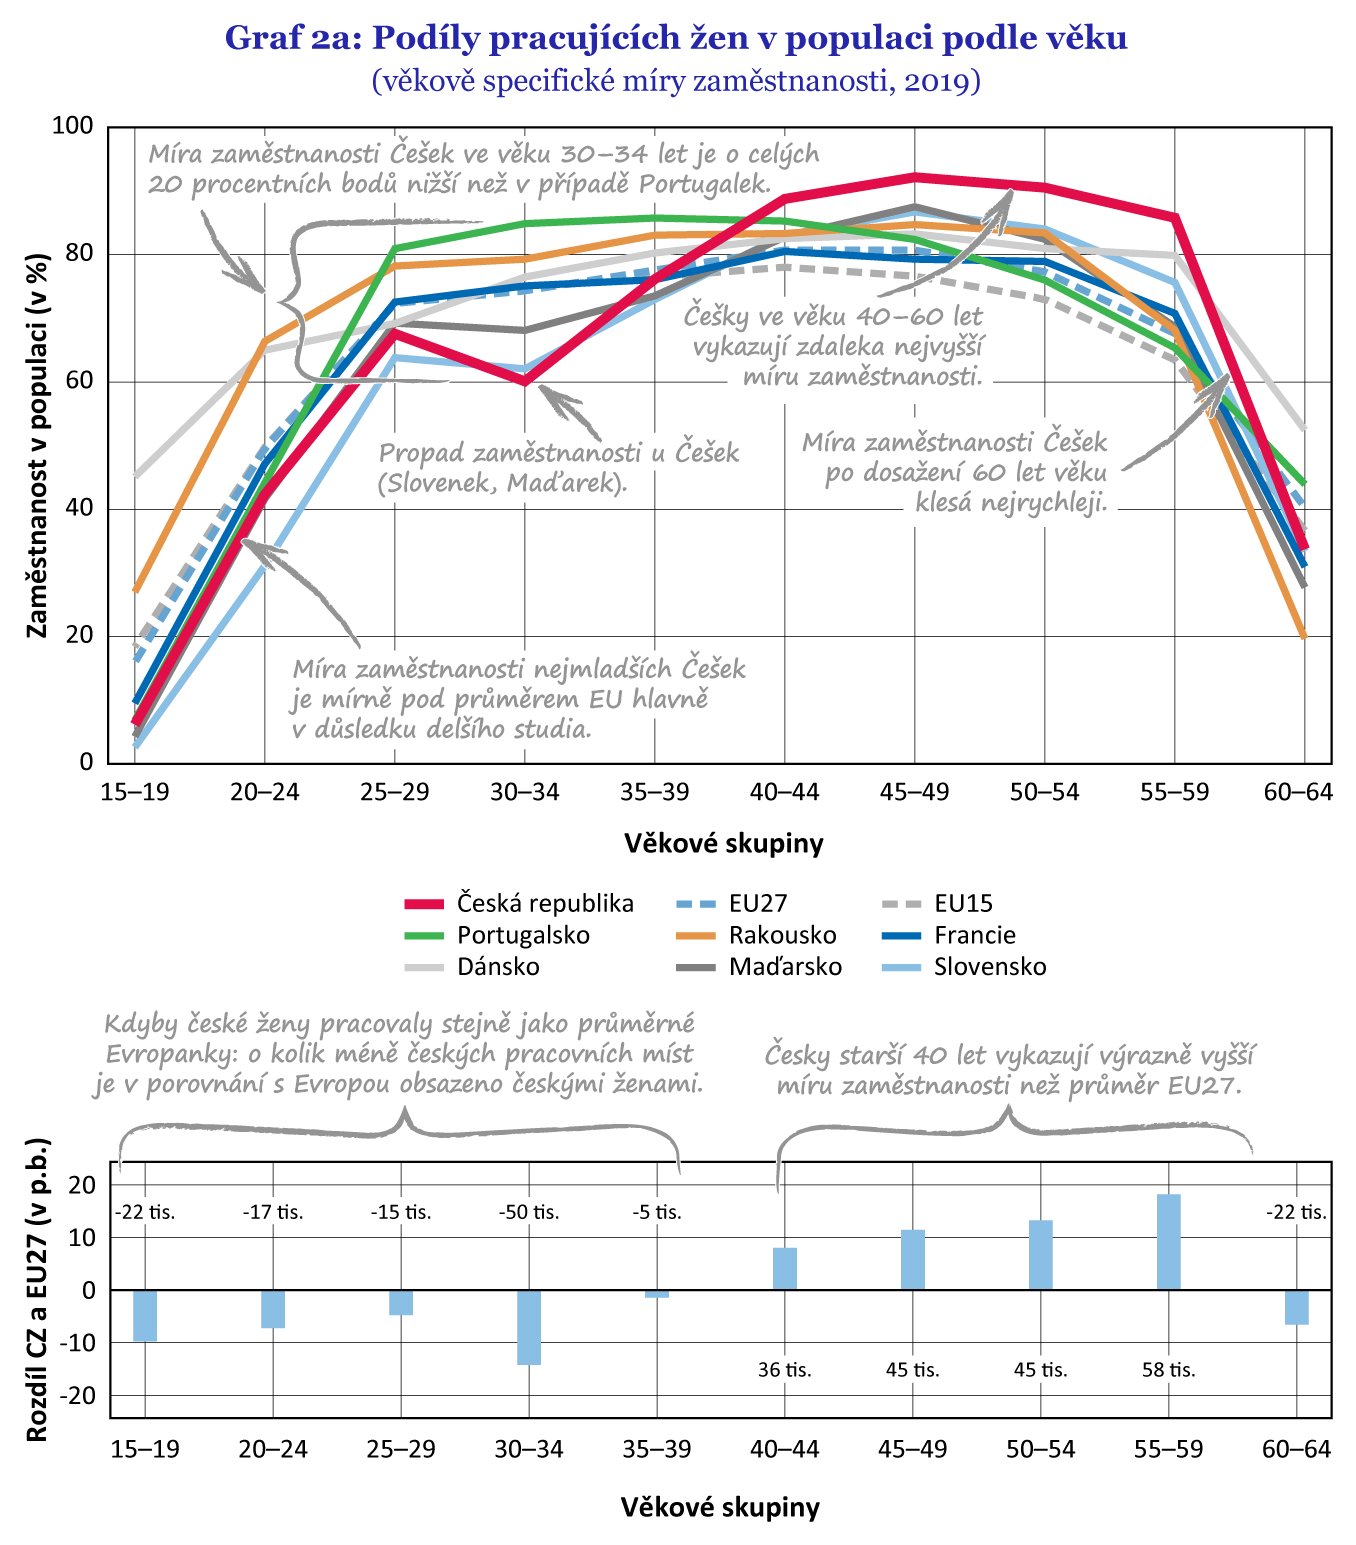 Graf 2a: Podíly pracujících žen v populaci podle věku
(věkově specifické míry zaměstnanosti, 2019)
Zaměstnanost v populaci (v %)
100
80
60
40
20
0
Míra zaměstnanosti Češek ve věku 30–34 let je o celých
20 procentních bodů nižší než v případě Portugalek.
Češky ve věku 40–60 let
vykazují zdaleka nejvyšší
míru zaměstnanosti.
Propad zaměstnanosti u Češek
(Slovenek, Maďarek).
Míra zaměstnanosti Češek
po dosažení 60 let věku
klesá nejrychleji.
Míra zaměstnanosti nejmladších Češek
je mírně pod průměrem EU hlavně
v důsledku delšího studia.
15–19 20–24 25–29 30–34 35–39 40–44 45–49 50–54 55–59 60–64
Věkové skupiny
Česká republika EU27 EU15
Portugalsko Rakousko Francie
Dánsko Maďarsko Slovensko
Kdyby české ženy pracovaly stejně jako průměrné
Evropanky: o kolik méně českých pracovních míst
je v porovnání s Evropou obsazeno českými ženami.
Česky starší 40 let vykazují výrazně vyšší
míru zaměstnanosti než průměr EU27.
Rozdíl CZ a EU27 (v p.b.)
20
10
0
-10
-20
-22 tis. -17 tis. -15 tis. -50 tis. -5 tis. -22 tis.
36 tis. 45 tis. 45 tis. 58 tis.
15–19 20–24 25–29 30–34 35–39 40–44 45–49 50–54 55–59 60–64
Věkové skupiny